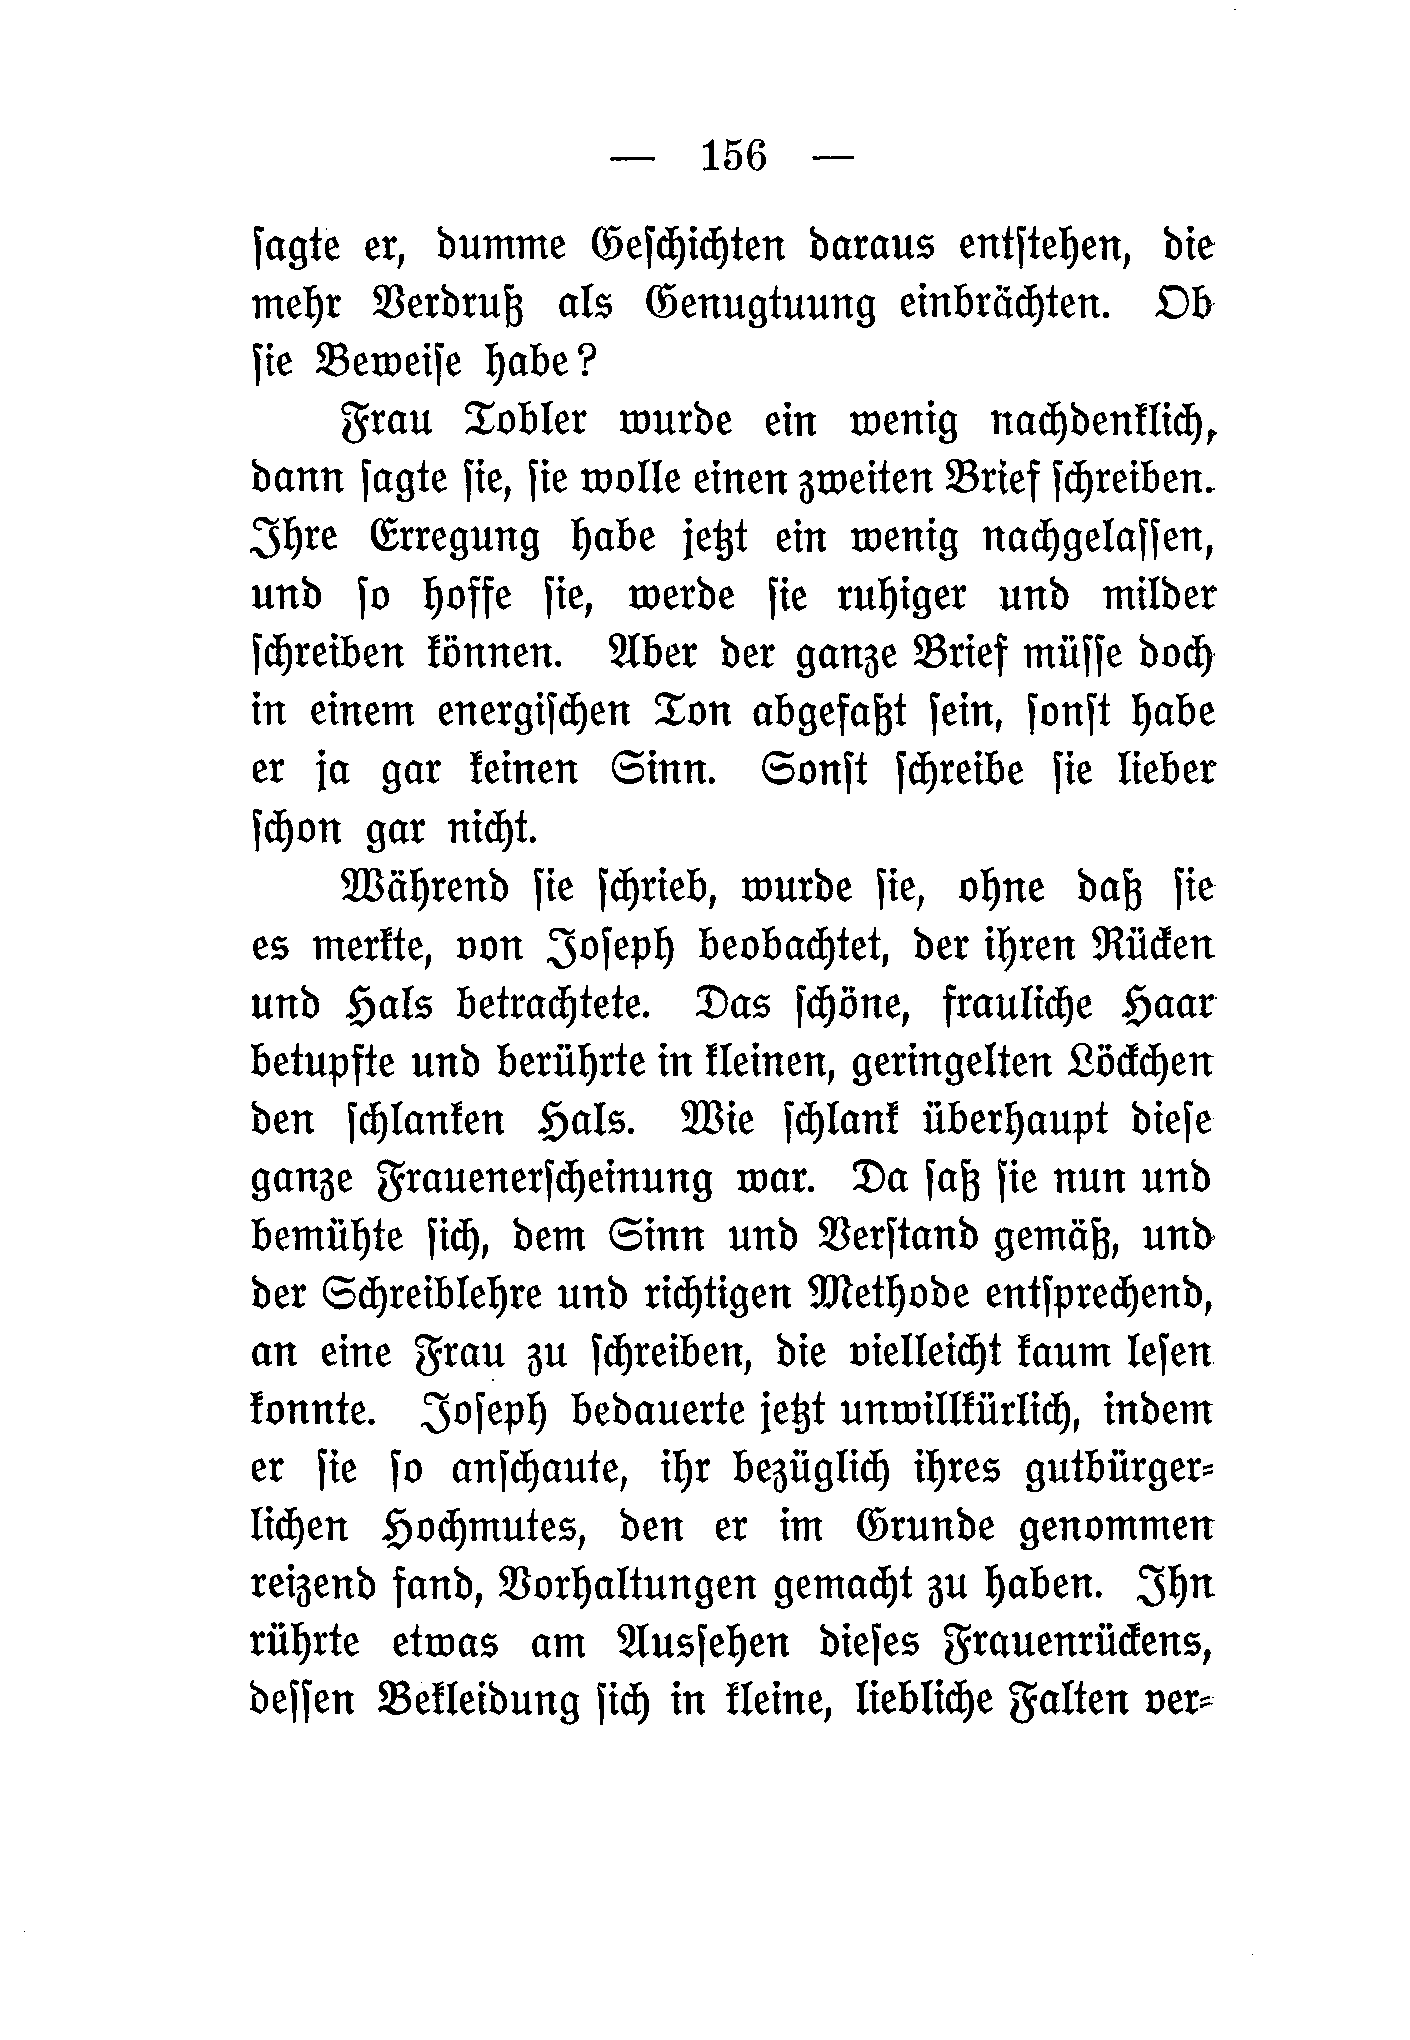 — 156 —
ſagte er, dumme Geſchichten daraus entſtehen, die
mehr Verdruß als Genugtuung einbrächten. Ob
ſie Beweiſe habe?
Frau Tobler wurde ein wenig nachdenklich,
dann ſagte ſie, ſie wolle einen zweiten Brief ſchreiben.
Ihre Erregung habe jetzt ein wenig nachgelaſſen,
und ſo hoffe ſie, werde ſie ruhiger und milder
ſchreiben können. Aber der ganze Brief müſſe doch
in einem energiſchen Ton abgefaßt ſein, ſonſt habe
er ja gar keinen Sinn. Sonſt ſchreibe ſie lieber
ſchon gar nicht.
Während ſie ſchrieb, wurde ſie, ohne daß ſie
es merkte, von Joſeph beobachtet, der ihren Rücken
und Hals betrachtete. Das ſchöne, frauliche Haar
betupfte und berührte in kleinen, geringelten Löckchen
den ſchlanken Hals. Wie ſchlank überhaupt dieſe
ganze Frauenerſcheinung war. Da ſaß ſie nun und
bemühte ſich, dem Sinn und Verſtand gemäß, und
der Schreiblehre und richtigen Methode entſprechend,
an eine Frau zu ſchreiben, die vielleicht kaum leſen
konnte. Joſeph bedauerte jetzt unwillkürlich, indem
er ſie ſo anſchaute, ihr bezüglich ihres gutbürger⸗
lichen Hochmutes, den er im Grunde genommen
reizend fand, Vorhaltungen gemacht zu haben. Ihn
rührte etwas am Ausſehen dieſes Frauenrückens,
deſſen Bekleidung ſich in kleine, liebliche Falten ver⸗